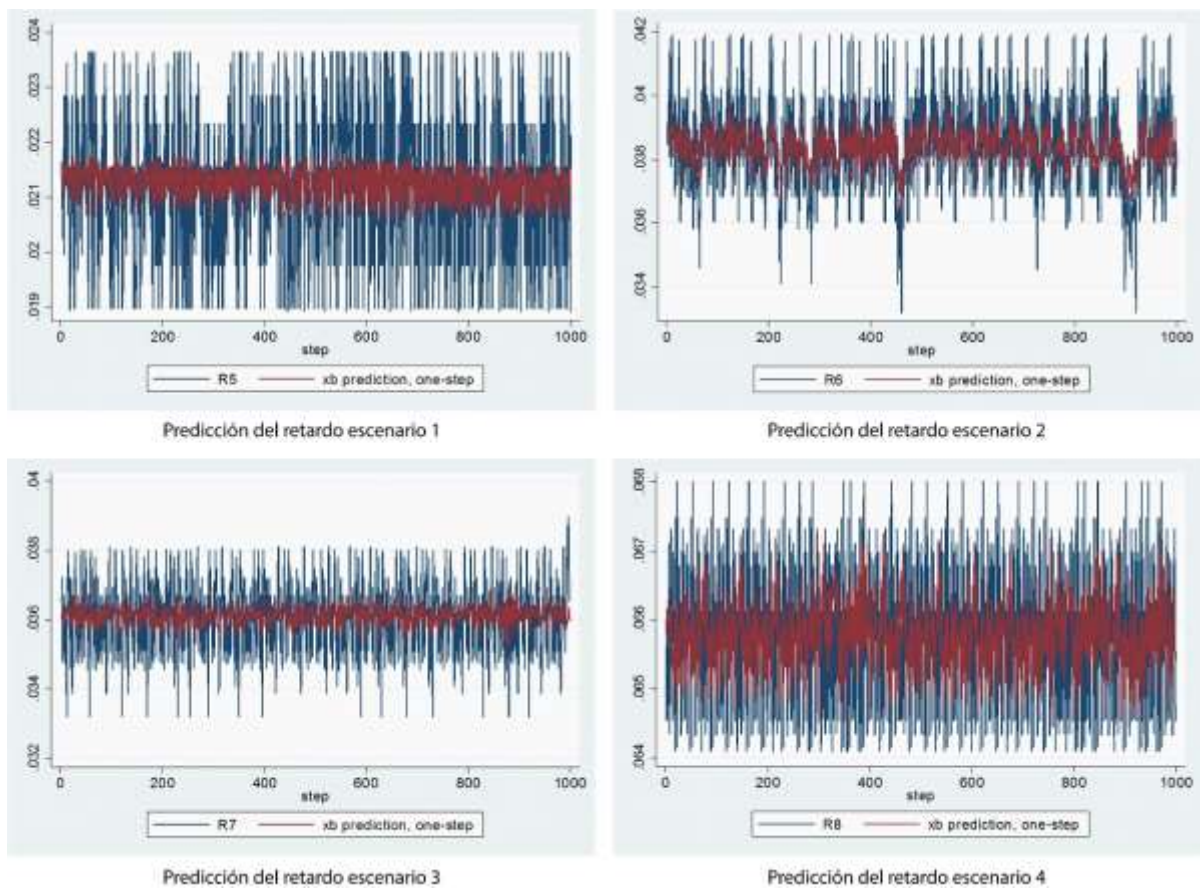 .024
.023
.022
.021
.02
.019
0 200 400 600 800 1000
step
R5 xb prediction, one-step
Predicción del retardo escenario 1
.042
.04
.038
.036
.034
0 200 400 600 800 1000
step
R6 xb prediction, one-step
Predicción del retardo escenario 2
.04
.038
.036
.034
.032
0 200 400 600 800 1000
step
R7 xb prediction, one-step
Predicción del retardo escenario 3
.068
.067
.066
.065
.064
0 200 400 600 800 1000
step
R8 xb prediction, one-step
Predicción del retardo escenario 4